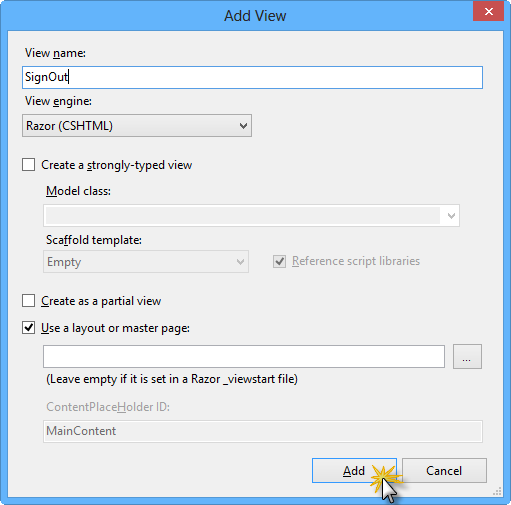 Add View
View name:
SignOut
View engine:
Razor (CSHTML)
Create a strongly-typed view
Model class:
Scaffold template:
Empty
Reference script libraries
Create as a partial view
Use a layout or master page:
...
(Leave empty if it is set in a Razor _viewstart file)
ContentPlaceHolder ID:
MainContent
Add
Cancel